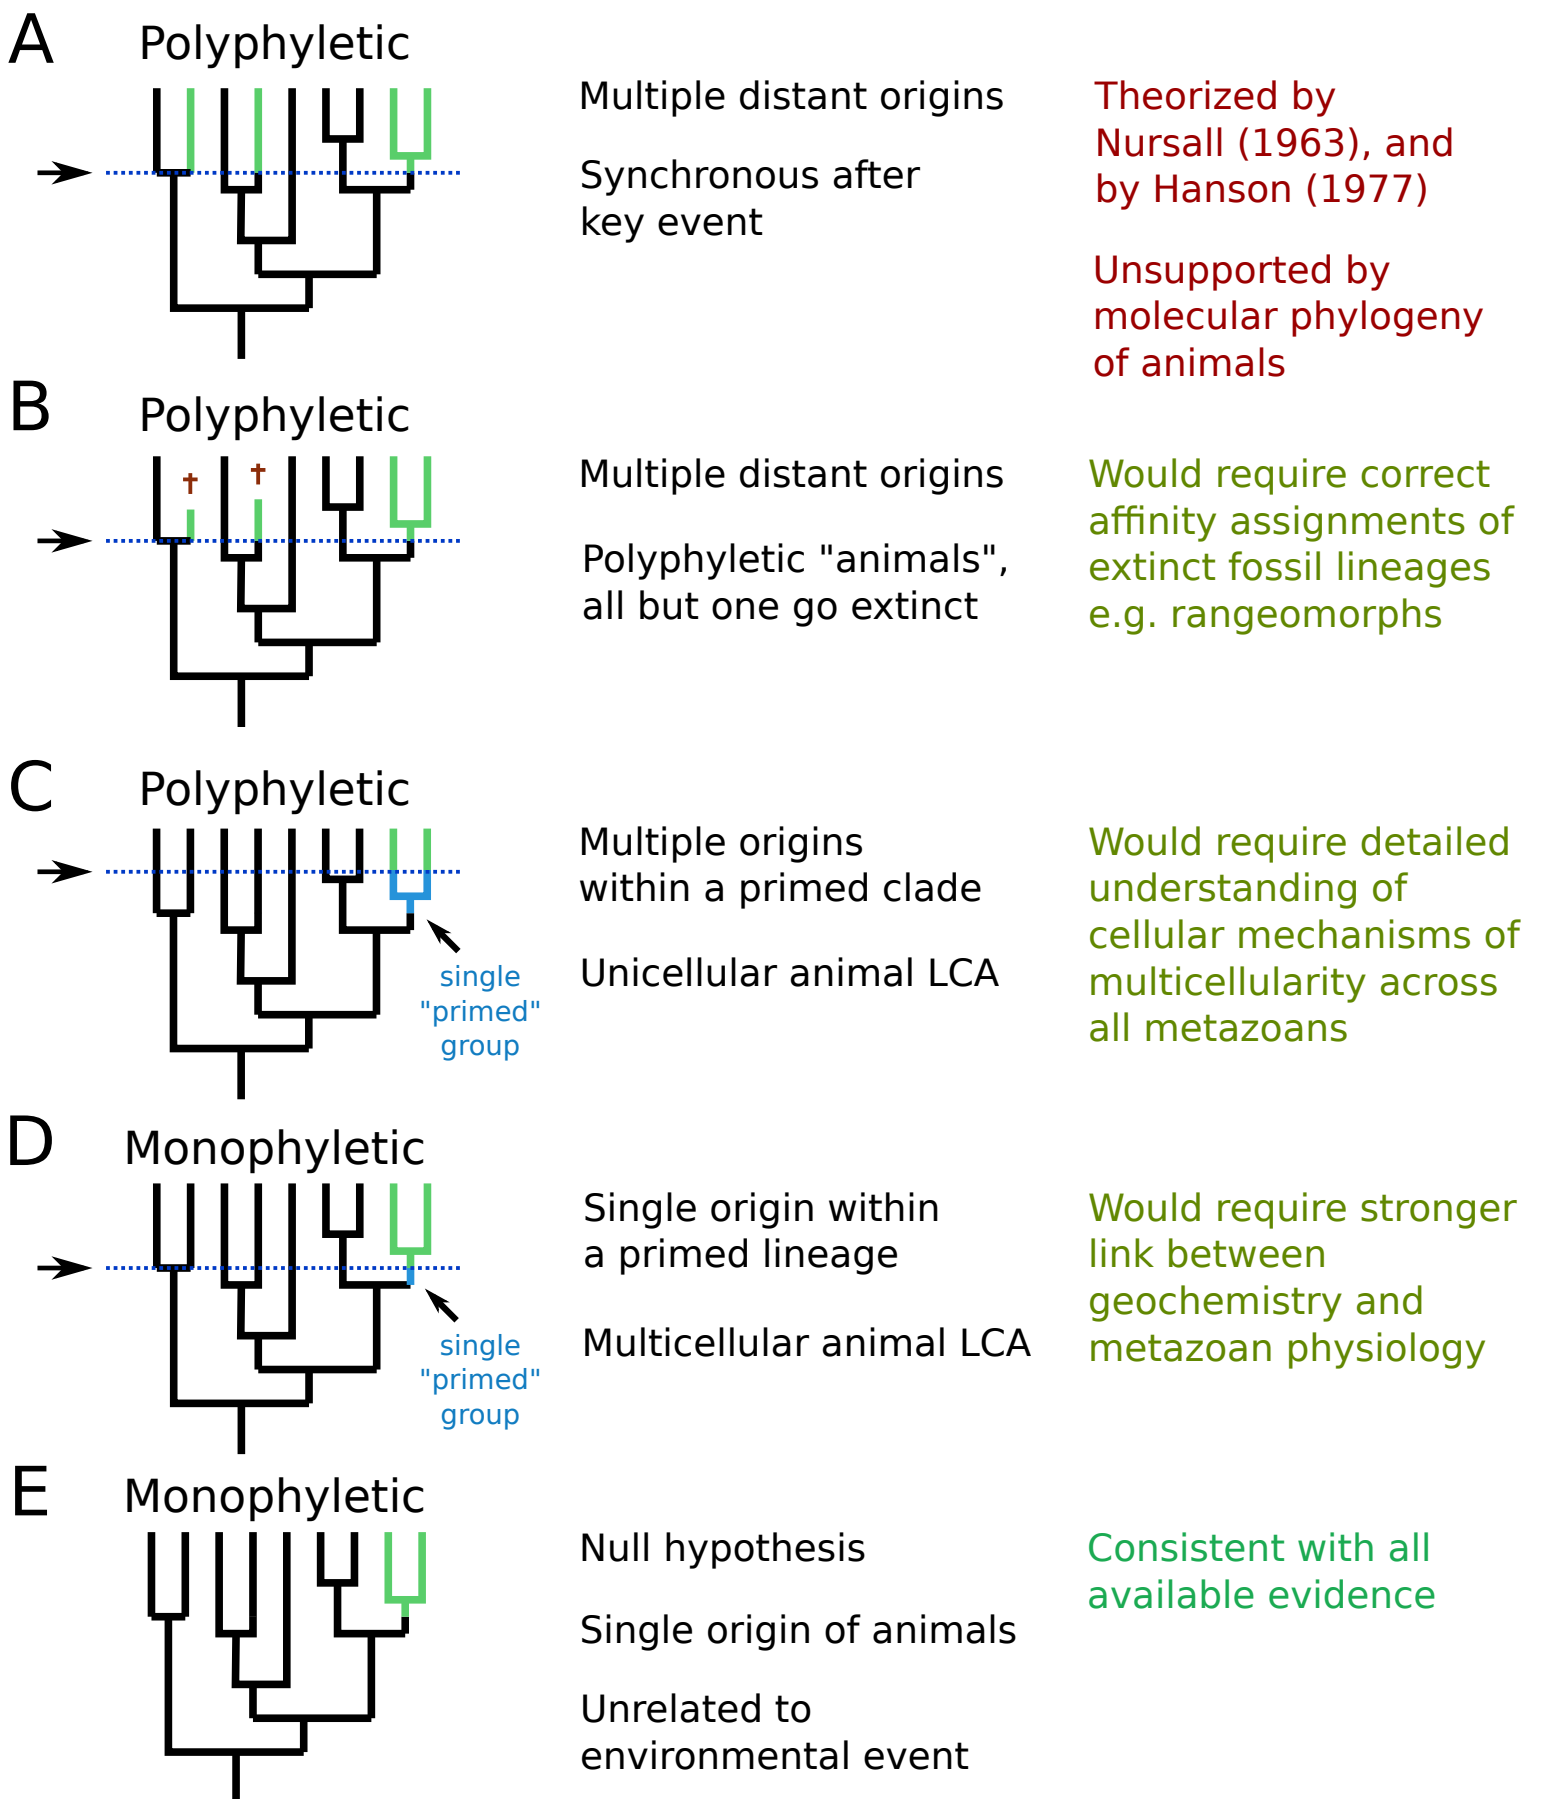 A
Polyphyletic
Multiple distant origins
Synchronous after
key event
Theorized by
Nursall (1963), and
by Hanson (1977)
Unsupported by
molecular phylogeny
of animals
B
Polyphyletic
†
†
Multiple distant origins
Polyphyletic "animals",
all but one go extinct
Would require correct
affinity assignments of
extinct fossil lineages
e.g. rangeomorphs
C
Polyphyletic
single
"primed"
group
Multiple origins
within a primed clade
Unicellular animal LCA
Would require detailed
understanding of
cellular mechanisms of
multicellularity across
all metazoans
D
Monophyletic
single
"primed"
group
Single origin within
a primed lineage
Multicellular animal LCA
Would require stronger
link between
geochemistry and
metazoan physiology
E
Monophyletic
Null hypothesis
Single origin of animals
Unrelated to
environmental event
Consistent with all
available evidence